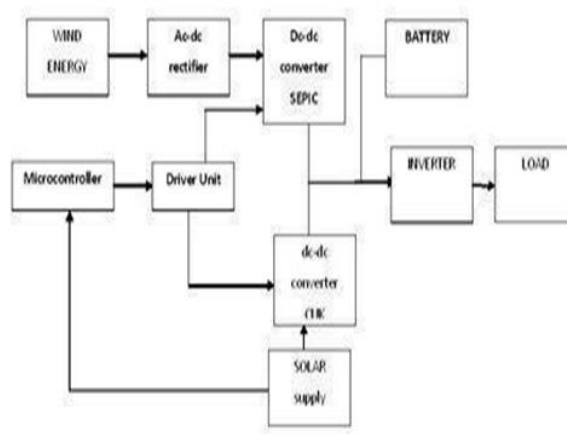 WIND
ENERGY
Ac-dc
rectifier
Dc-dc
converter
SEPIC
BATTERY
Microcontroller
Driver Unit
INVERTER
LOAD
dc-dc
converter
CUK
SOLAR
supply